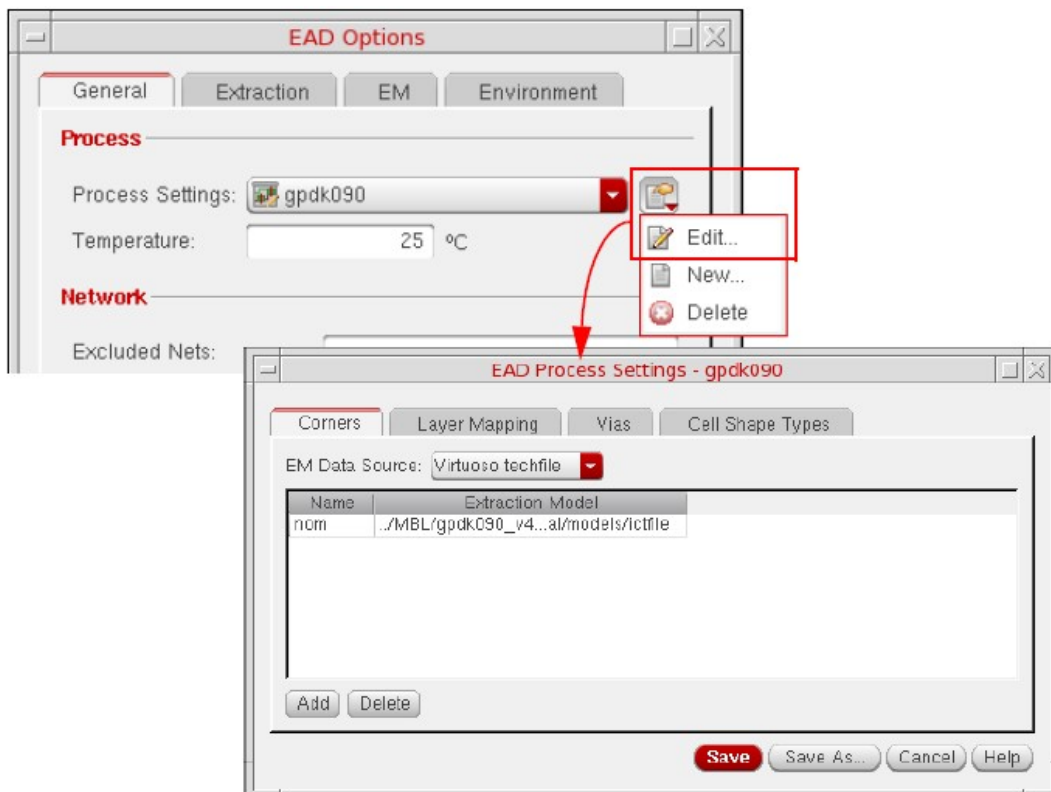 EAD Options
General Extraction EM Environment
Process
Process Settings: gpdk090
Temperature: 25 ºC
Edit...
New...
Delete
Network
Excluded Nets:
EAD Process Settings - gpdk090
Corners Layer Mapping Vias Cell Shape Types
EM Data Source: Virtuoso techfile
Name Extraction Model
nom ../MBL/gpdk090_v4...al/models/ictfile
Add Delete
Save Save As... Cancel Help